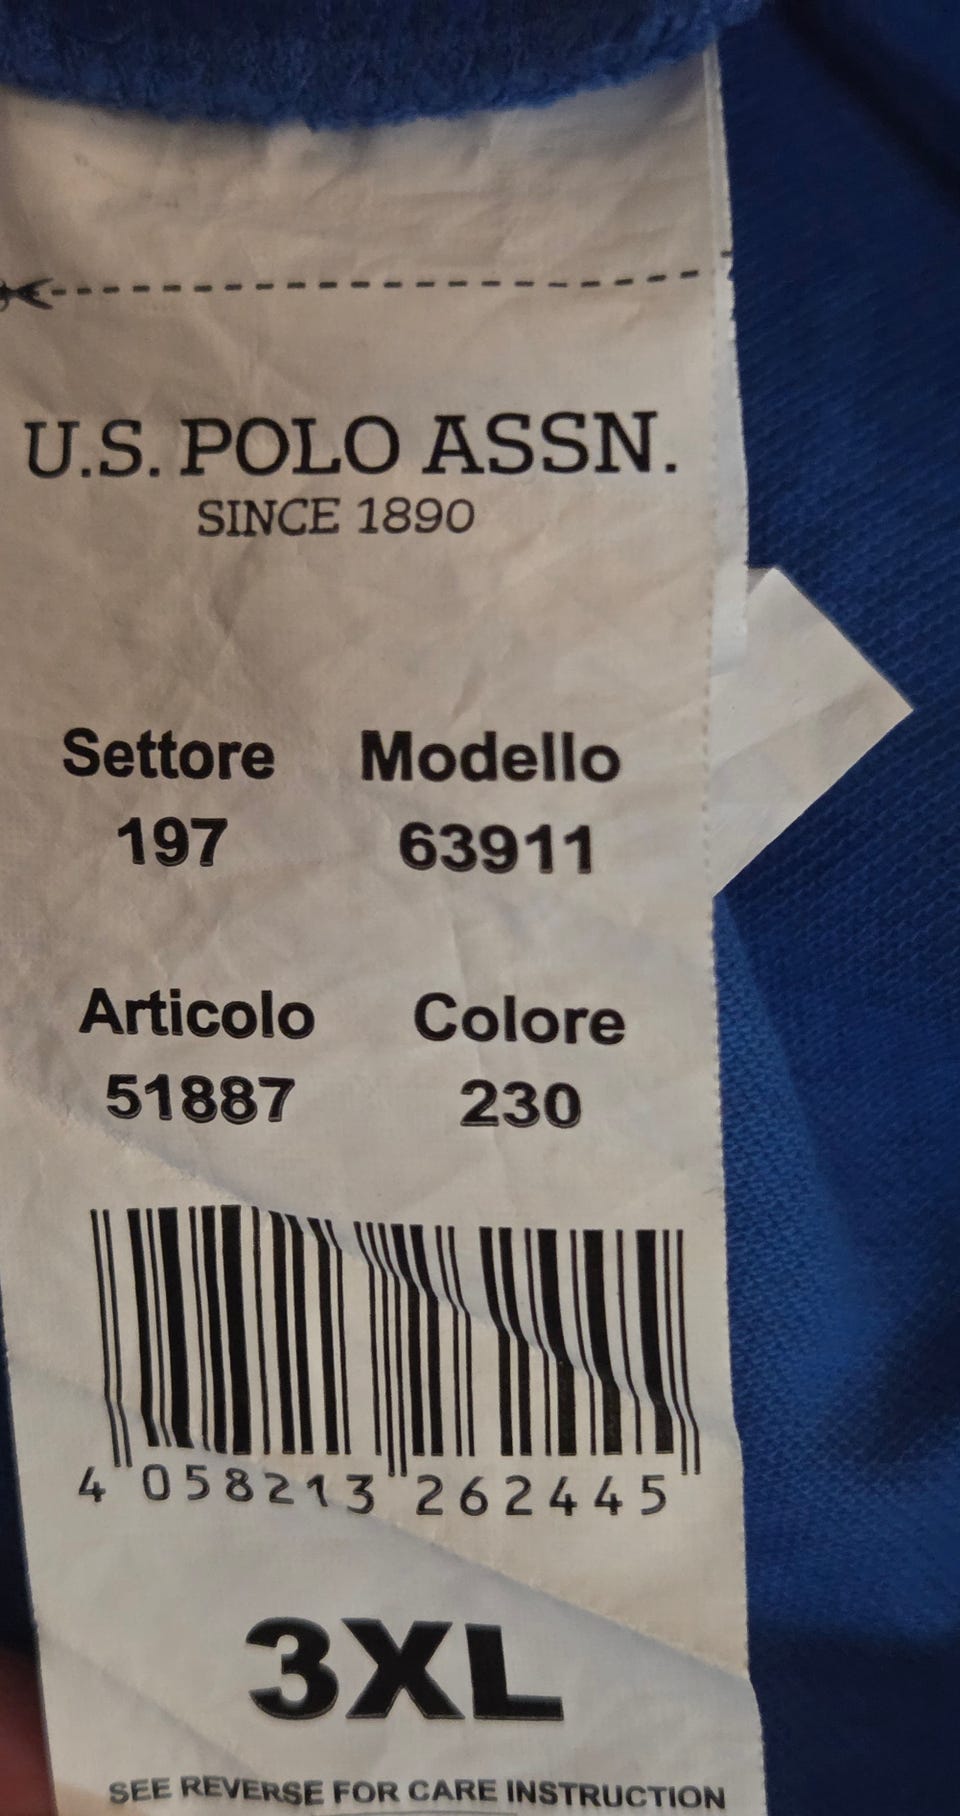 U.S. POLO ASSN.
SINCE 1890
Settore Modello
197 63911
Articolo Colore
51887 230
4 058213 262445
3XL
SEE REVERSE FOR CARE INSTRUCTION